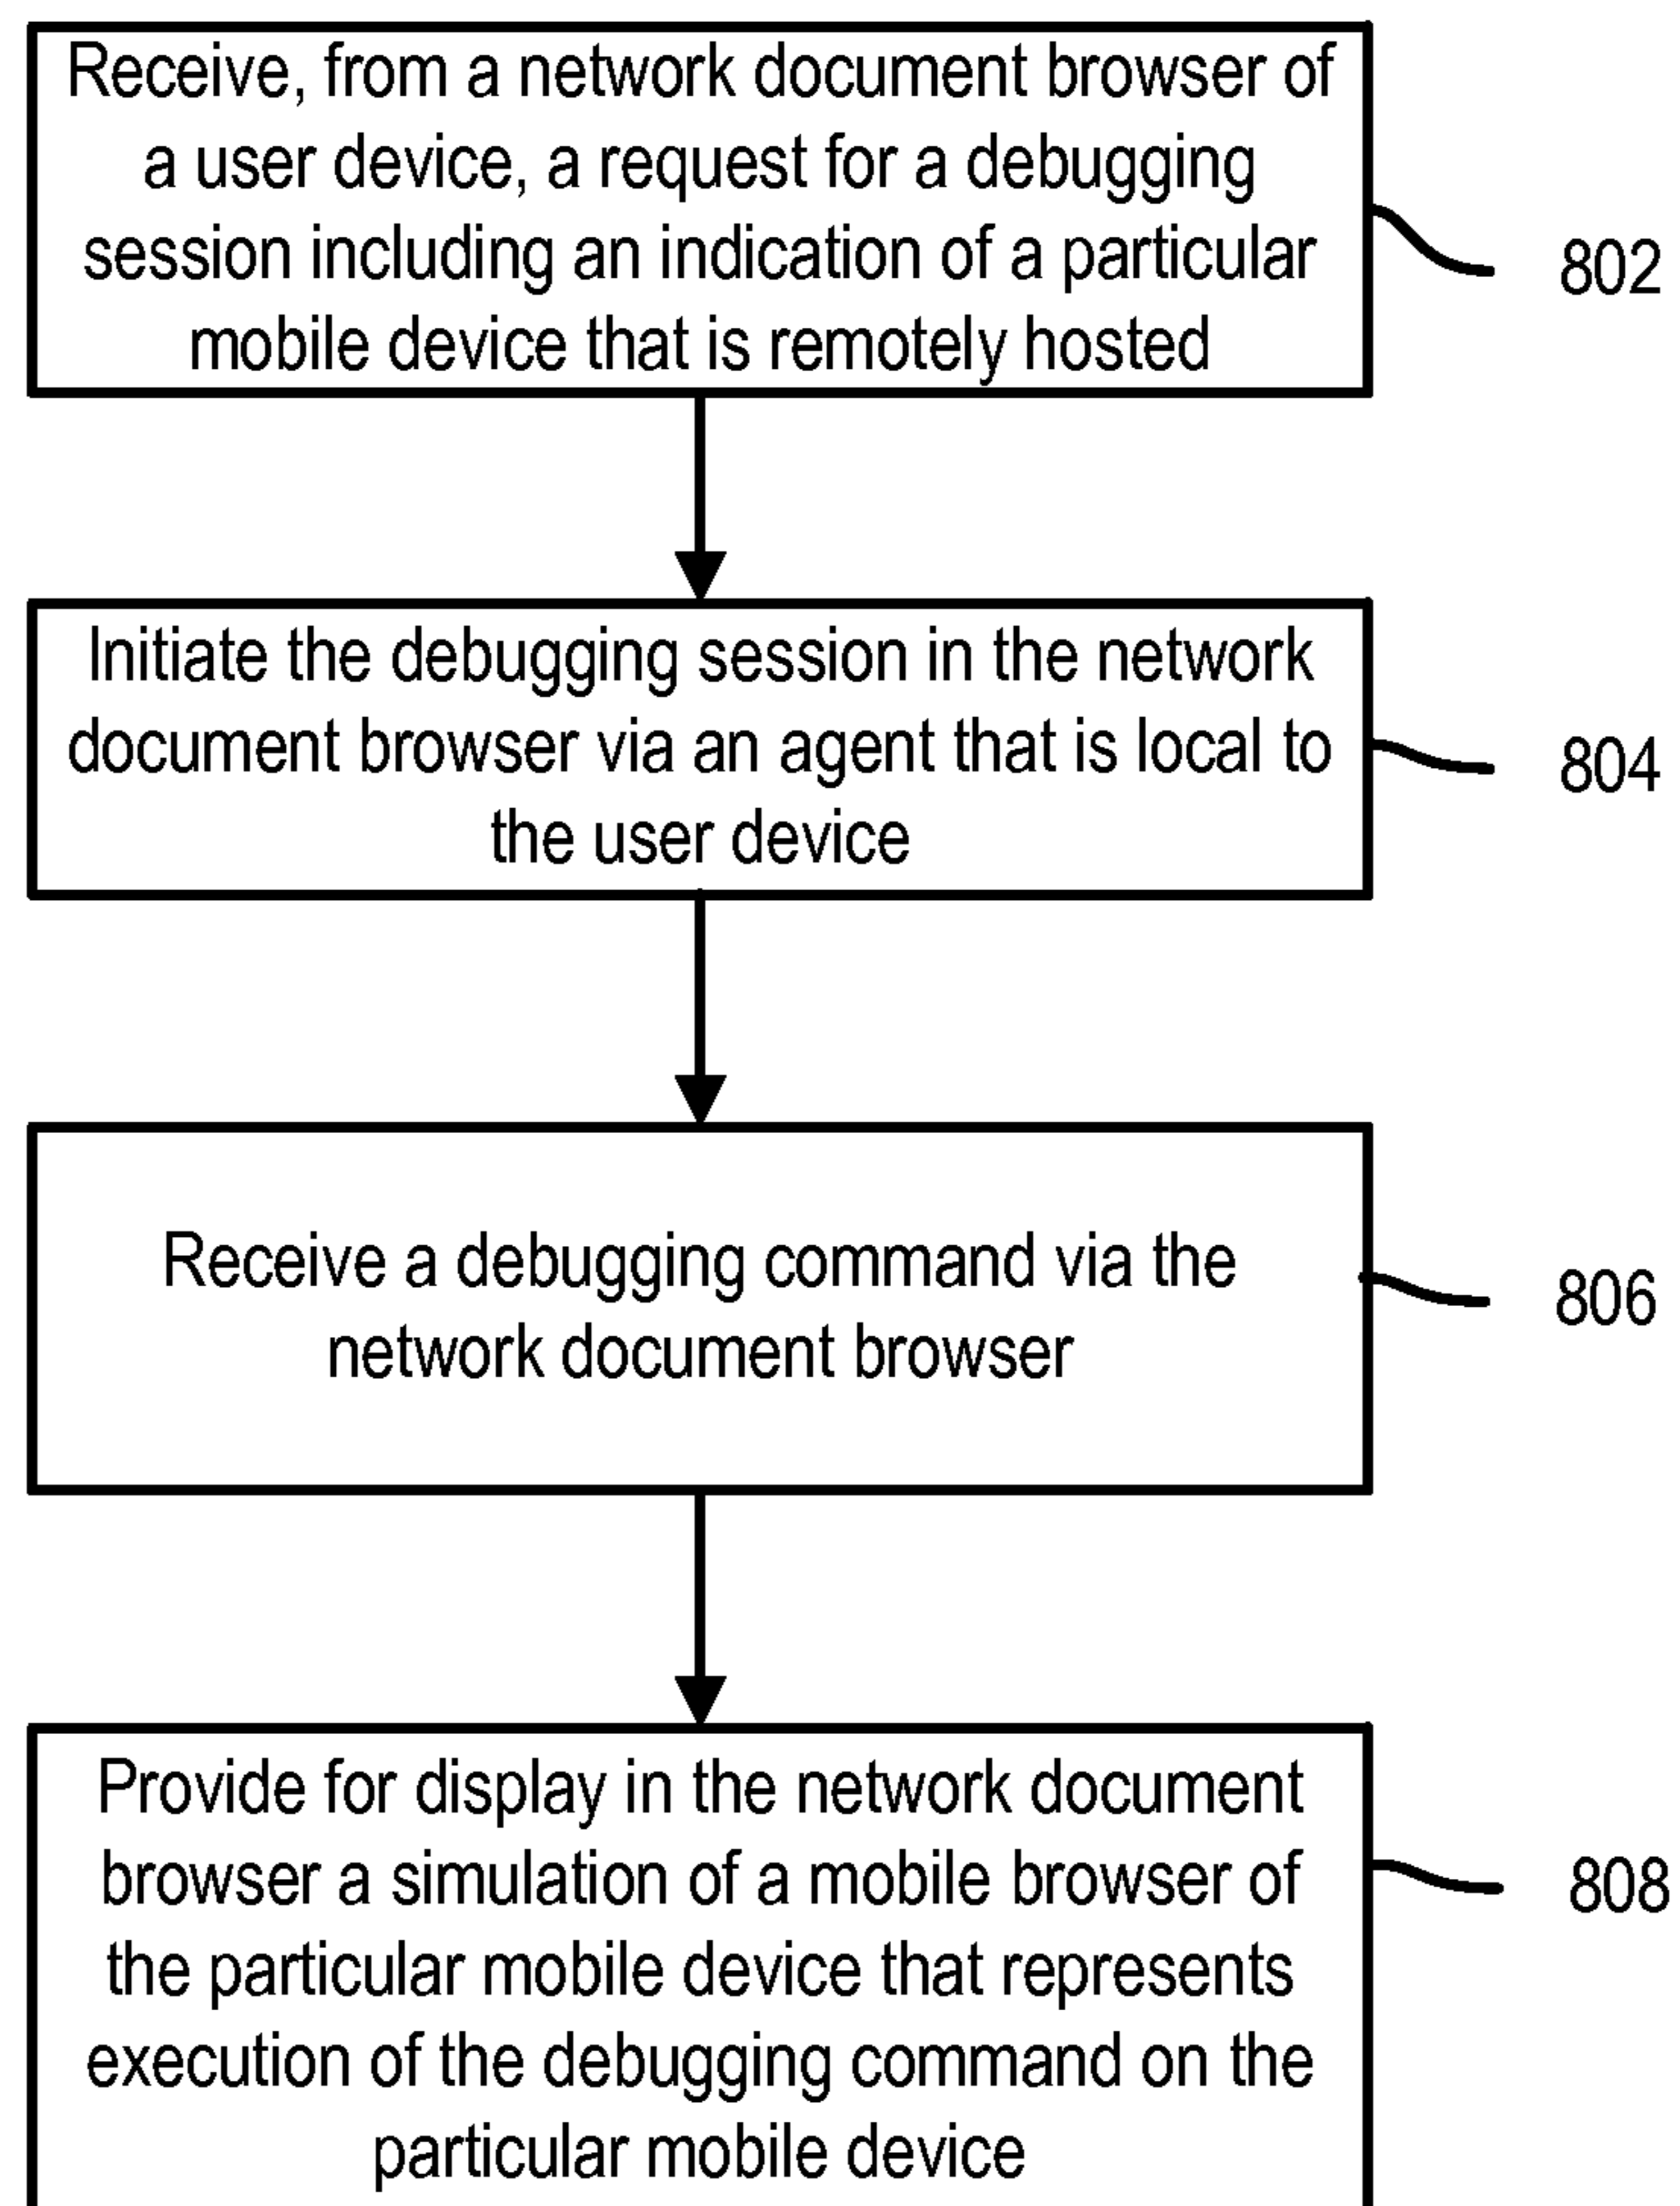 Receive, from a network document browser of
a user device, a request for a debugging
session including an indication of a particular
mobile device that is remotely hosted
802
Initiate the debugging session in the network
document browser via an agent that is local to
the user device
804
Receive a debugging command via the
network document browser
806
Provide for display in the network document
browser a simulation of a mobile browser of
the particular mobile device that represents
execution of the debugging command on the
particular mobile device
808